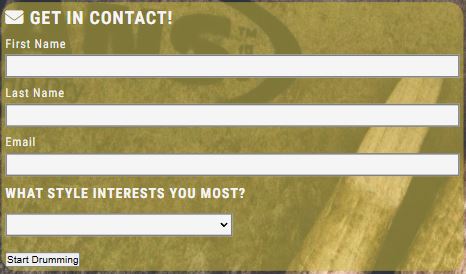 GET IN CONTACT!
First Name
Last Name
Email
WHAT STYLE INTERESTS YOU MOST?
Start Drumming